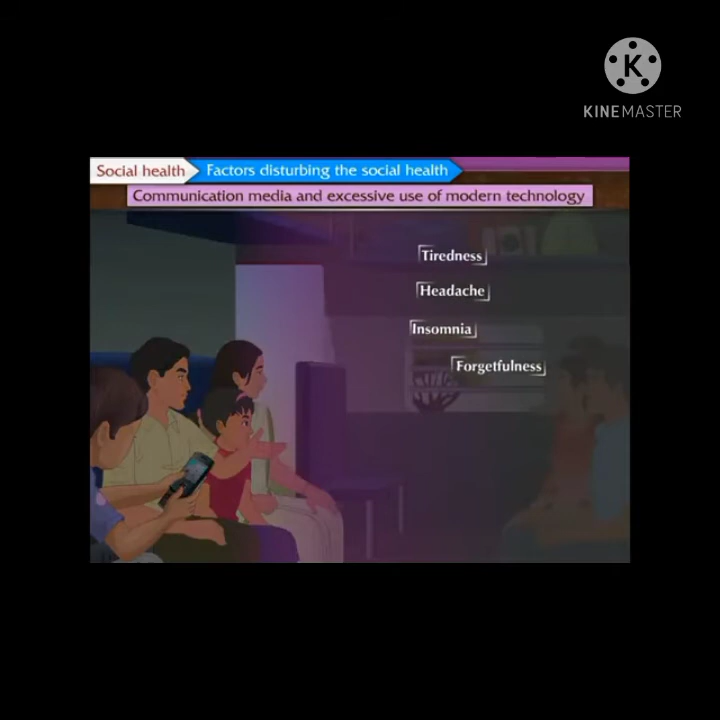 KINEMASTER
Social health
Factors disturbing the social health
Communication media and excessive use of modern technology
Tiredness
Headache
Insomnia
Forgetfulness